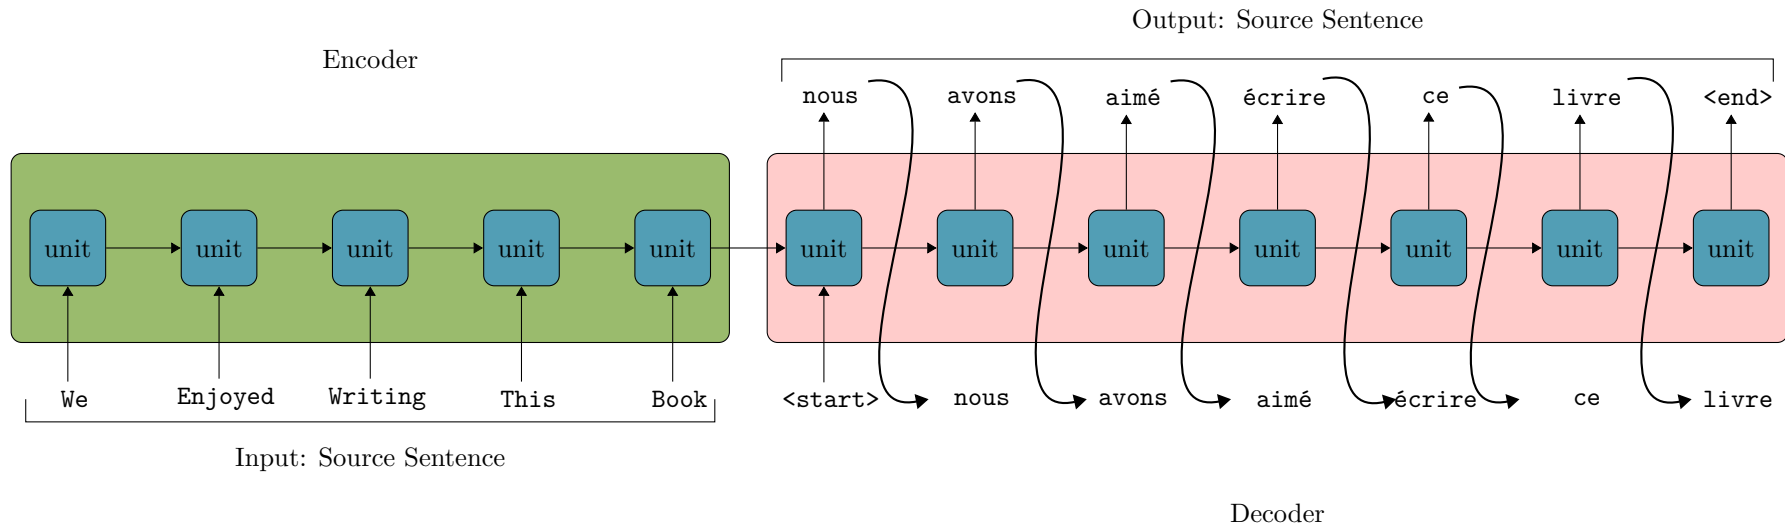 Output: Source Sentence
Encoder
nous avons aimé écrire ce livre <end>
unit unit unit unit unit unit unit unit unit unit unit unit
We Enjoyed Writing This Book <start> nous avons aimé écrire ce livre
Input: Source Sentence
Decoder